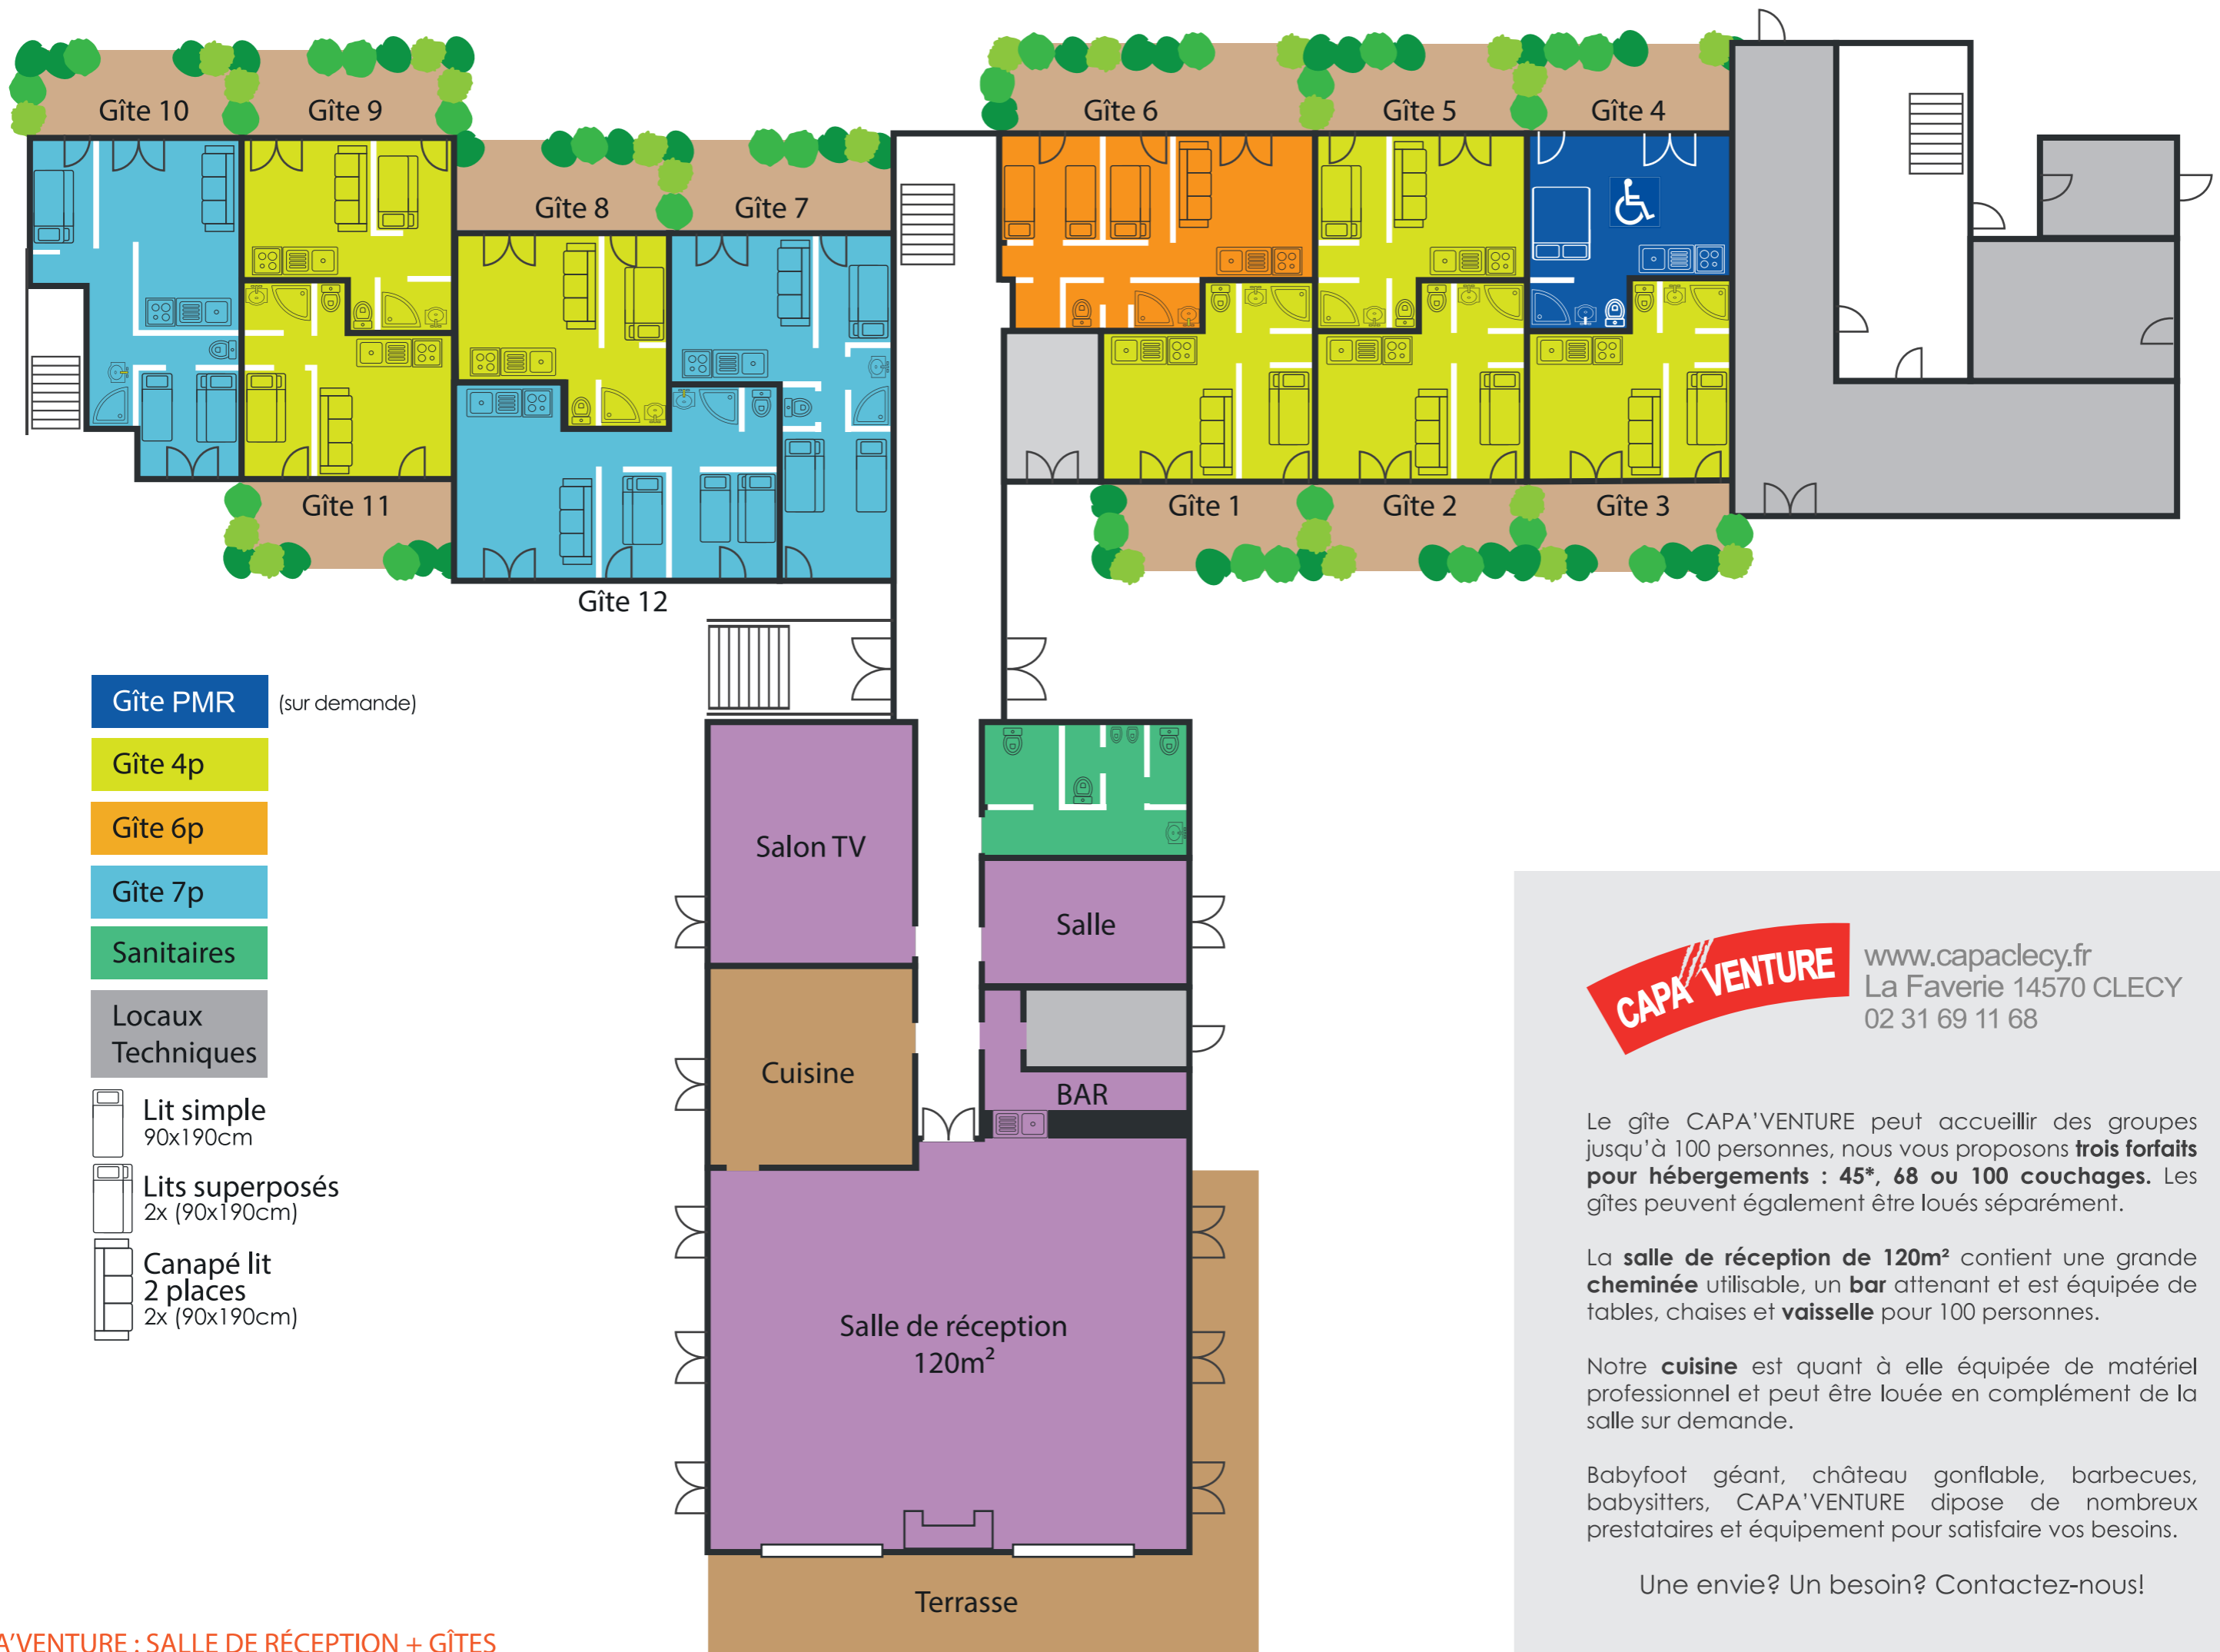 Gîte 10
Gîte 9
Gîte 8
Gîte 7
Gîte 6
Gîte 5
Gîte 4
Gîte 11
Gîte 12
Gîte 1
Gîte 2
Gîte 3
Gîte PMR (sur demande)
Gîte 4p
Gîte 6p
Gîte 7p
Sanitaires
Locaux
Techniques
Lit simple
90x190cm
Lits superposés
2x (90x190cm)
Canapé lit
2 places
2x (90x190cm)
Salon TV
Salle
Cuisine
BAR
Salle de réception
120m²
Terrasse
CAPA'VENTURE
www.capaclecy.fr
La Faverie 14570 CLECY
02 31 69 11 68
Le gîte CAPA'VENTURE peut accueillir des groupes
jusqu'à 100 personnes, nous vous proposons trois forfaits
pour hébergements : 45*, 68 ou 100 couchages. Les
gîtes peuvent également être loués séparément.
La salle de réception de 120m² contient une grande
cheminée utilisable, un bar attenant et est équipée de
tables, chaises et vaisselle pour 100 personnes.
Notre cuisine est quant à elle équipée de matériel
professionnel et peut être louée en complément de la
salle sur demande.
Babyfoot géant, château gonflable, barbecues,
babysitters, CAPA'VENTURE dipose de nombreux
prestataires et équipement pour satisfaire vos besoins.
Une envie? Un besoin? Contactez-nous!
A'VENTURE : SALLE DE RÉCEPTION + GÎTES